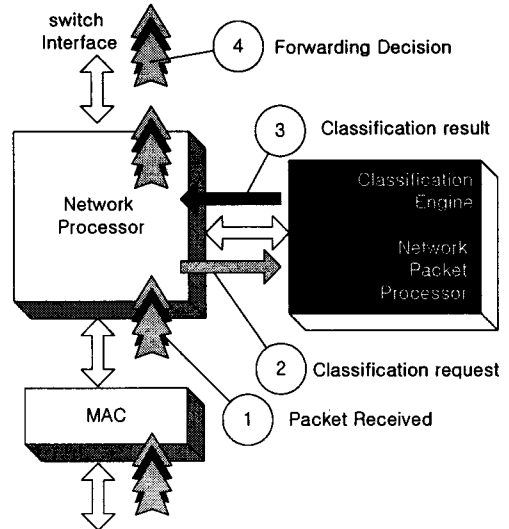 switch
Interface
4 Forwarding Decision
3 Classification result
Classification
Engine
Network
Processor
Network
Packet
Processor
2 Classification request
1 Packet Received
MAC